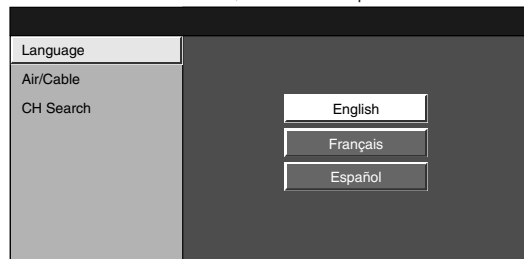 Language
Air/Cable
CH Search
English
Français
Español